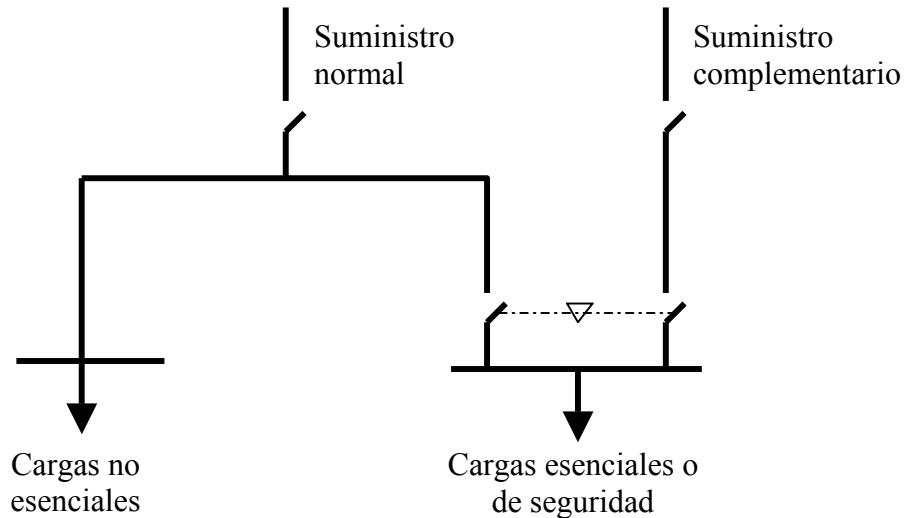 Suministro
normal
Suministro
complementario
Cargas no
esenciales
Cargas esenciales o
de seguridad